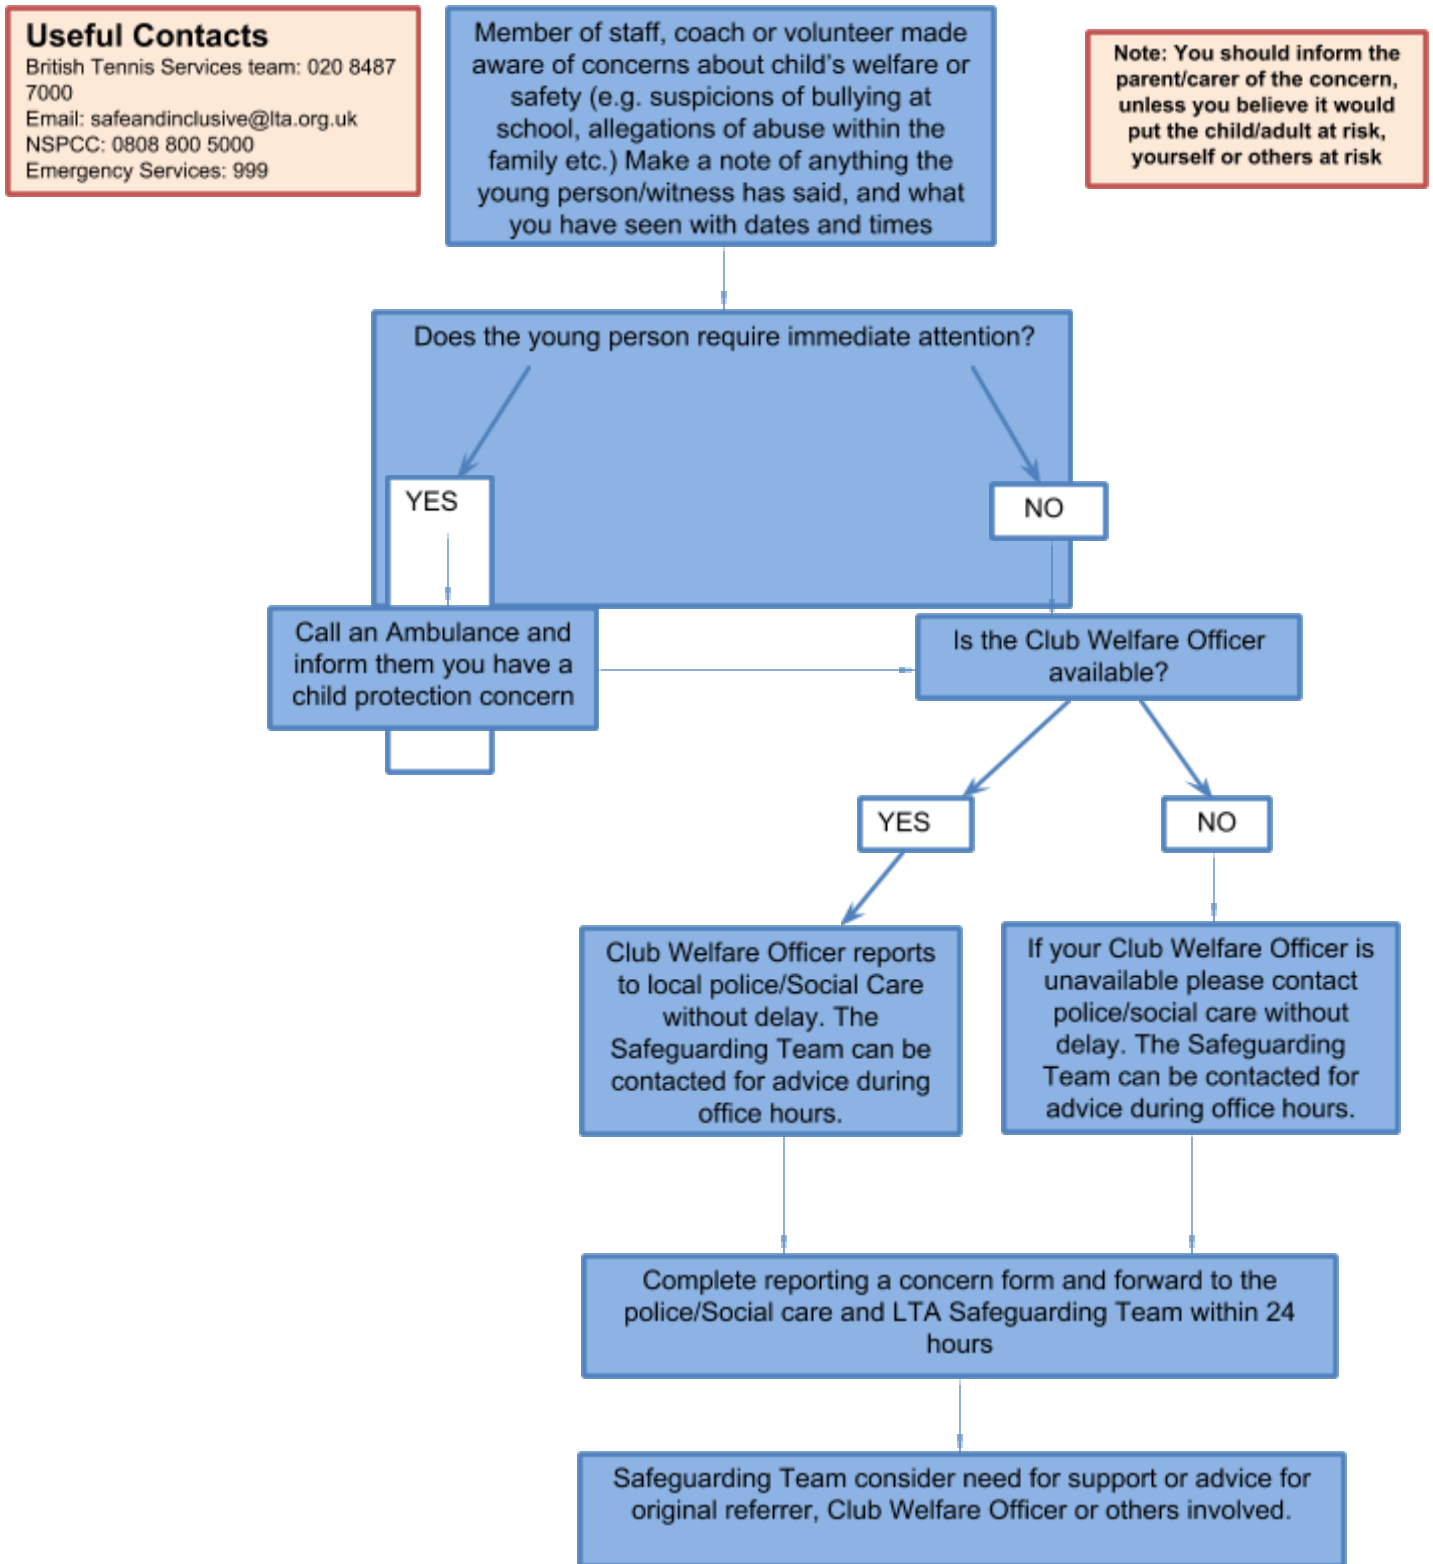 Useful Contacts
British Tennis Services team: 020 8487
7000
Email: safeandinclusive@lta.org.uk
NSPCC: 0808 800 5000
Emergency Services: 999
Member of staff, coach or volunteer made
aware of concerns about child's welfare or
safety (e.g. suspicions of bullying at
school, allegations of abuse within the
family etc.) Make a note of anything the
young person/witness has said, and what
you have seen with dates and times
Note: You should inform the
parent/carer of the concern,
unless you believe it would
put the child/adult at risk,
yourself or others at risk
Does the young person require immediate attention?
YES
NO
Call an Ambulance and
inform them you have a
child protection concern
Is the Club Welfare Officer
available?
YES
NO
Club Welfare Officer reports
to local police/Social Care
without delay. The
Safeguarding Team can be
contacted for advice during
office hours.
If your Club Welfare Officer is
unavailable please contact
police/social care without
delay. The Safeguarding
Team can be contacted for
advice during office hours.
Complete reporting a concern form and forward to the
police/Social care and LTA Safeguarding Team within 24
hours
Safeguarding Team consider need for support or advice for
original referrer, Club Welfare Officer or others involved.